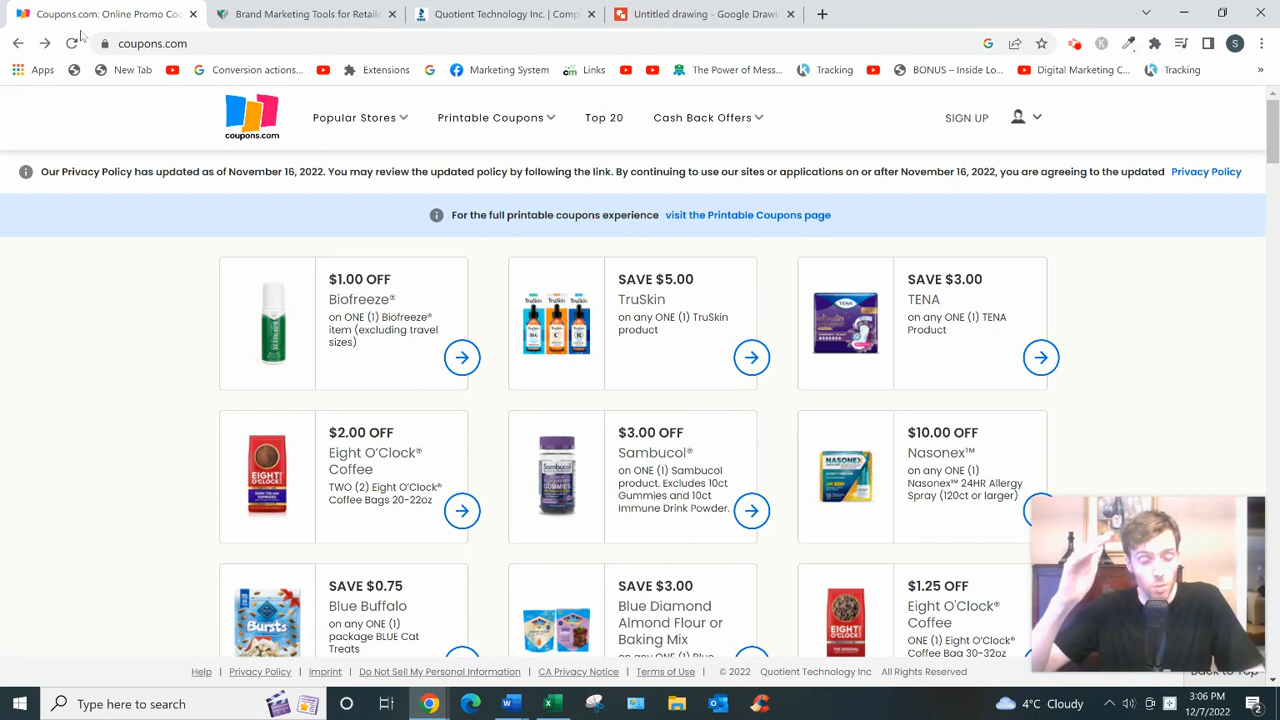 Coupons.com: Online Promo Co
Brand Marketing Tools for Retaile
Quotient Technology Inc. | Comp
Untitled drawing - Google Drawi
coupons.com
Apps
New Tab
Conversion actions...
Extensions
Marketing System
Links
The Power of Mess...
Tracking
BONUS – Inside Lo...
Digital Marketing C...
Tracking
coupons.com
Popular Stores
Printable Coupons
Top 20
Cash Back Offers
SIGN UP
Our Privacy Policy has updated as of November 16, 2022. You may review the updated policy by following the link. By continuing to use our sites or applications on or after November 16, 2022, you are agreeing to the updated Privacy Policy
For the full printable coupons experience visit the Printable Coupons page
$1.00 OFF
Biofreeze®
on ONE (1) Biofreeze®
item (excluding travel
sizes)
SAVE $5.00
TruSkin
on any ONE (1) TruSkin
product
SAVE $3.00
TENA
on any ONE (1) TENA
Product
$2.00 OFF
Eight O'Clock®
Coffee
TWO (2) Eight O'Clock®
Coffee Bags 20-22oz
$3.00 OFF
Sambucol®
on ONE (1) Sambucol
product. Excludes 10ct
Gummies and 10ct
Immune Drink Powder.
$10.00 OFF
Nasonex™
on any ONE (1)
Nasonex™ 24HR Allergy
Spray (120ct or larger)
SAVE $0.75
Blue Buffalo
on any ONE (1)
package BLUE Cat
Treats
SAVE $3.00
Blue Diamond
Almond Flour or
Baking Mix
on any ONE (1) Blue
$1.25 OFF
Eight O'Clock®
Coffee
ONE (1) Eight O'Clock®
Coffee Bag 30-32oz
Help
Privacy Policy
Imprint
Do Not Sell My Personal Information
CA Privacy Notice
Terms of Use
© 2022 Quotient Technology Inc All Rights Reserved
Back to Top
Type here to search
4°C Cloudy
3:06 PM
12/7/2022